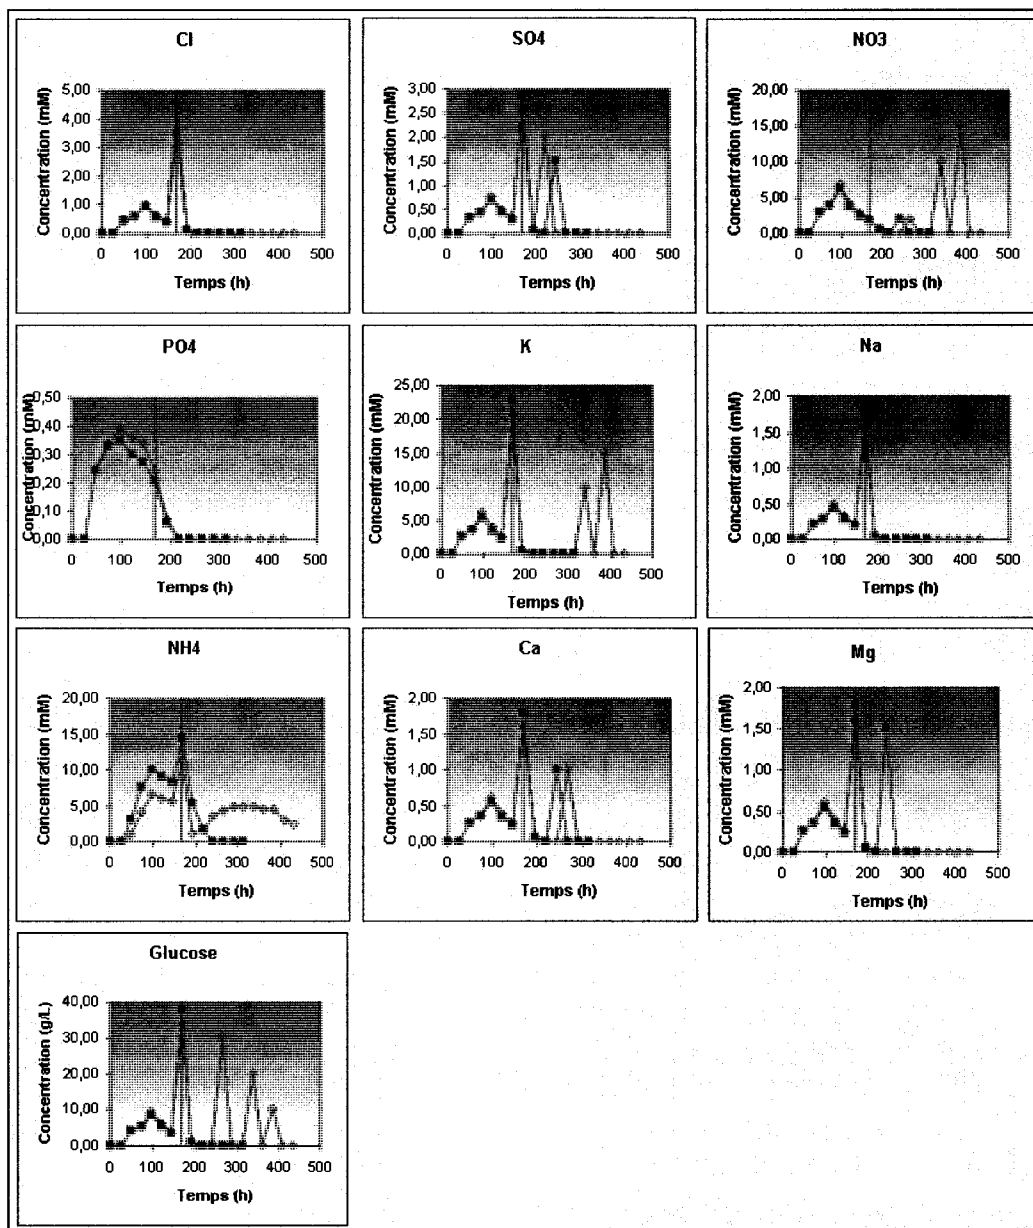 Cl
Concentration (mM)
5,00
4,00
3,00
2,00
1,00
0,00
0 100 200 300 400 500
Temps (h)
SO4
Concentration (mM)
3,00
2,50
2,00
1,50
1,00
0,50
0,00
0 100 200 300 400 500
Temps (h)
NO3
Concentration (mM)
20,00
15,00
10,00
5,00
0,00
0 100 200 300 400 500
Temps (h)
PO4
Concentration (mM)
0,50
0,40
0,30
0,20
0,10
0,00
0 100 200 300 400 500
Temps (h)
K
Concentration (mM)
25,00
20,00
15,00
10,00
5,00
0,00
0 100 200 300 400 500
Temps (h)
Na
Concentration (mM)
2,00
1,50
1,00
0,50
0,00
0 100 200 300 400 500
Temps (h)
NH4
Concentration (mM)
20,00
15,00
10,00
5,00
0,00
0 100 200 300 400 500
Temps (h)
Ca
Concentration (mM)
2,00
1,50
1,00
0,50
0,00
0 100 200 300 400 500
Temps (h)
Mg
Concentration (mM)
2,00
1,50
1,00
0,50
0,00
0 100 200 300 400 500
Temps (h)
Glucose
Concentration (g/L)
40,00
30,00
20,00
10,00
0,00
0 100 200 300 400 500
Temps (h)